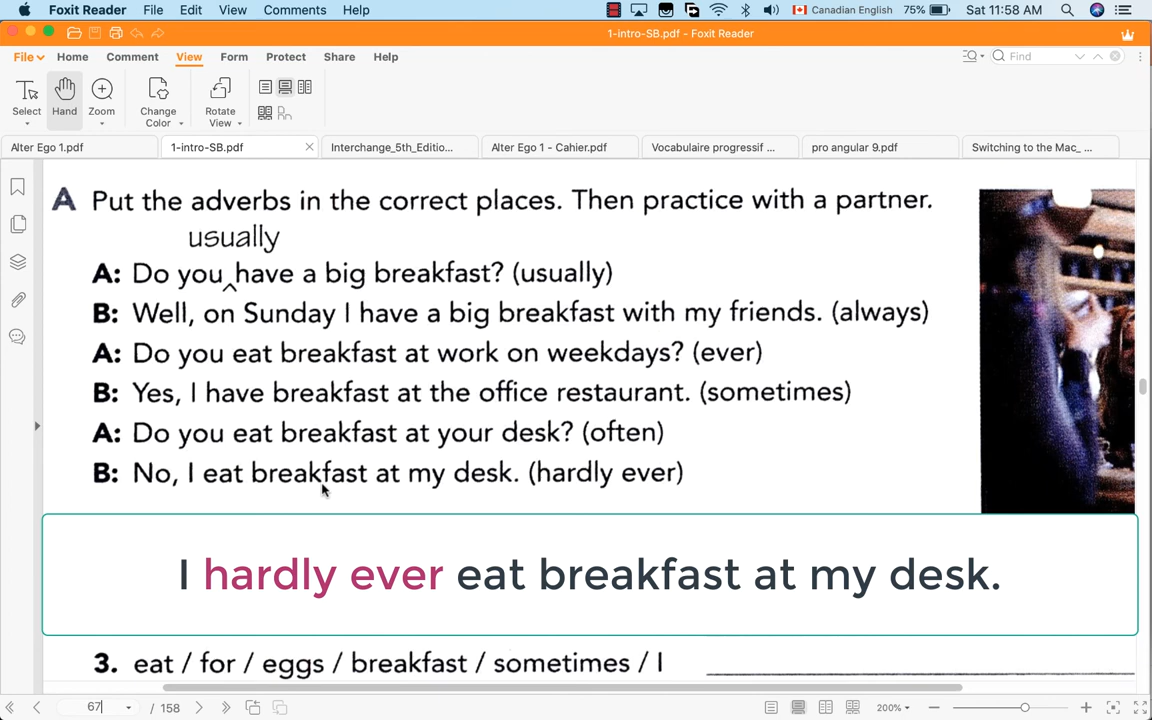 Foxit Reader File Edit View Comments Help Canadian English 75% Sat 11:58 AM
1-intro-SB.pdf - Foxit Reader
File Home Comment View Form Protect Share Help Find
Select Hand Zoom Change Color Rotate View
Alter Ego 1.pdf 1-intro-SB.pdf Interchange_5th_Editio... Alter Ego 1 - Cahier.pdf Vocabulaire progressif ... pro angular 9.pdf Switching to the Mac_ ...
A Put the adverbs in the correct places. Then practice with a partner.
usually
A: Do you ^ have a big breakfast? (usually)
B: Well, on Sunday I have a big breakfast with my friends. (always)
A: Do you eat breakfast at work on weekdays? (ever)
B: Yes, I have breakfast at the office restaurant. (sometimes)
A: Do you eat breakfast at your desk? (often)
B: No, I eat breakfast at my desk. (hardly ever)
I hardly ever eat breakfast at my desk.
3. eat / for / eggs / breakfast / sometimes / I
67 / 158 200%